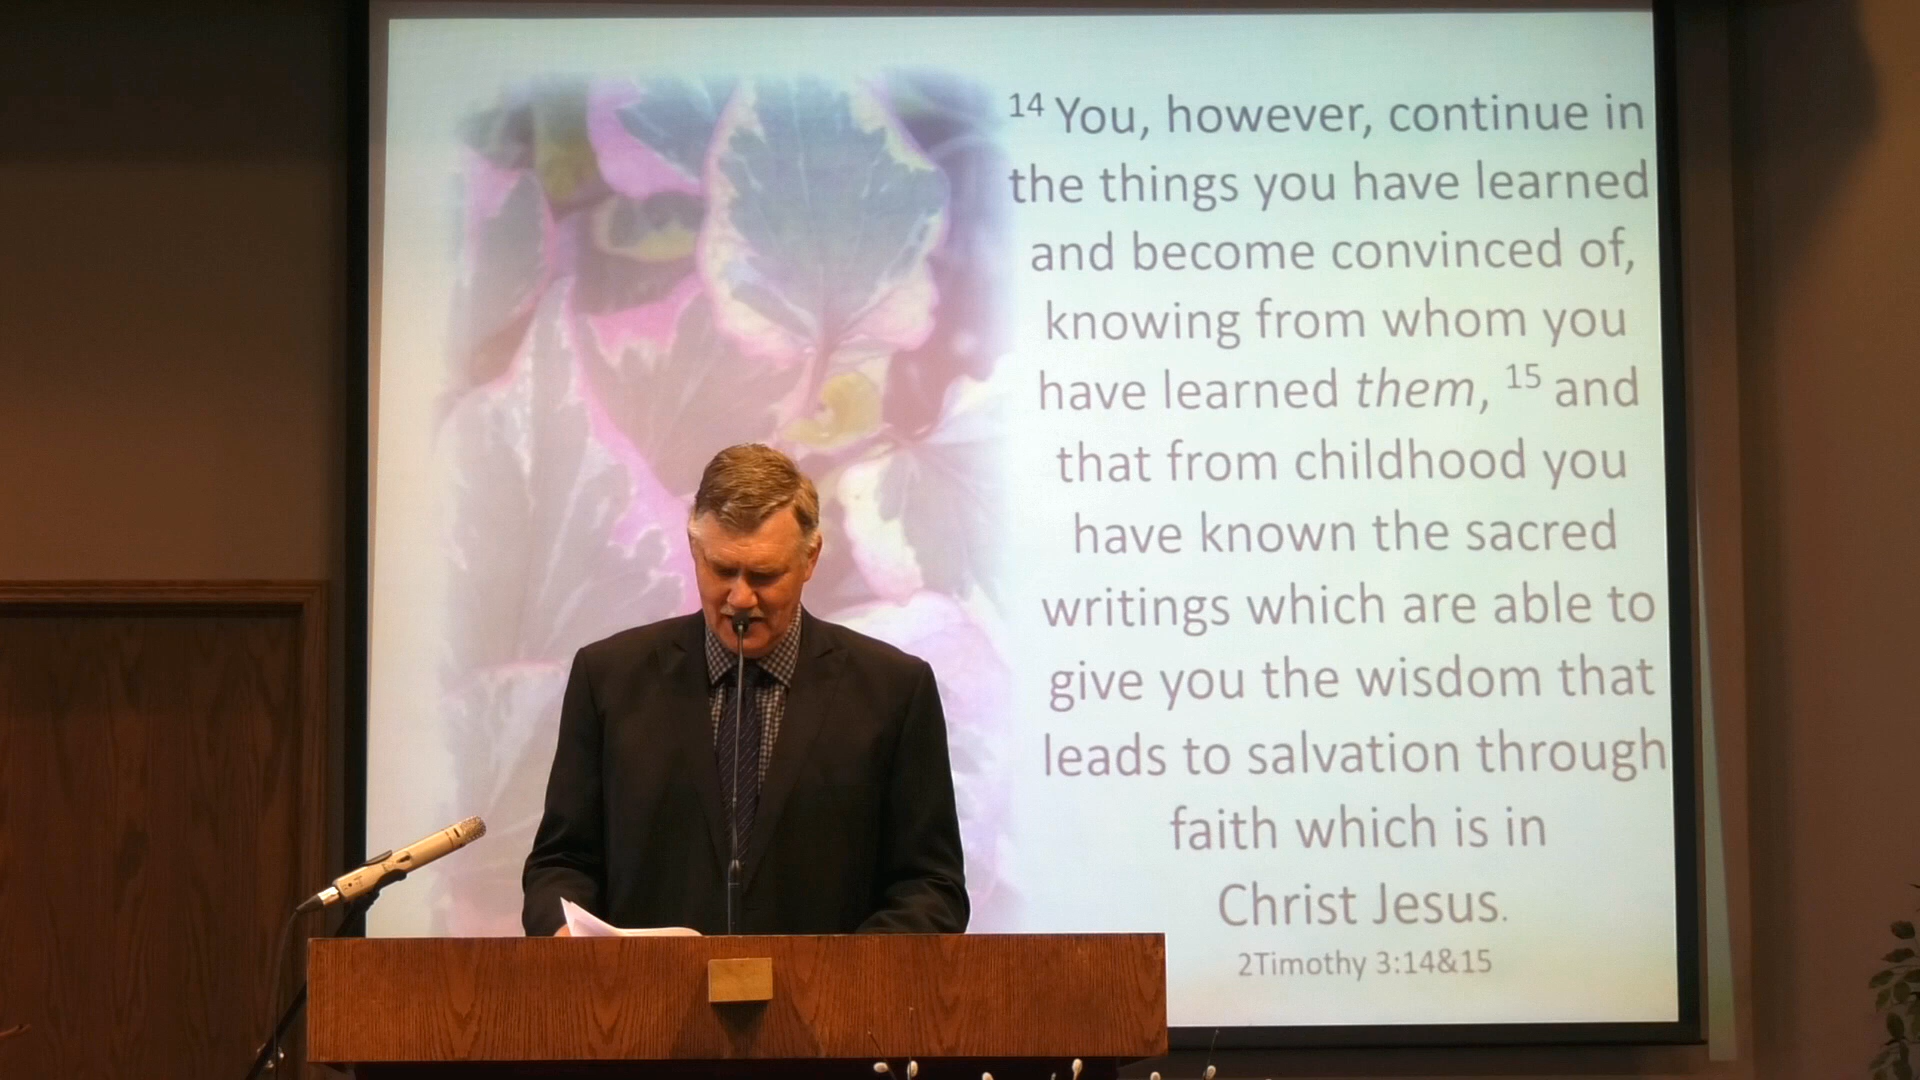 14 You, however, continue in
the things you have learned
and become convinced of,
knowing from whom you
have learned them, 15 and
that from childhood you
have known the sacred
writings which are able to
give you the wisdom that
leads to salvation through
faith which is in
Christ Jesus.
2Timothy 3:14&15